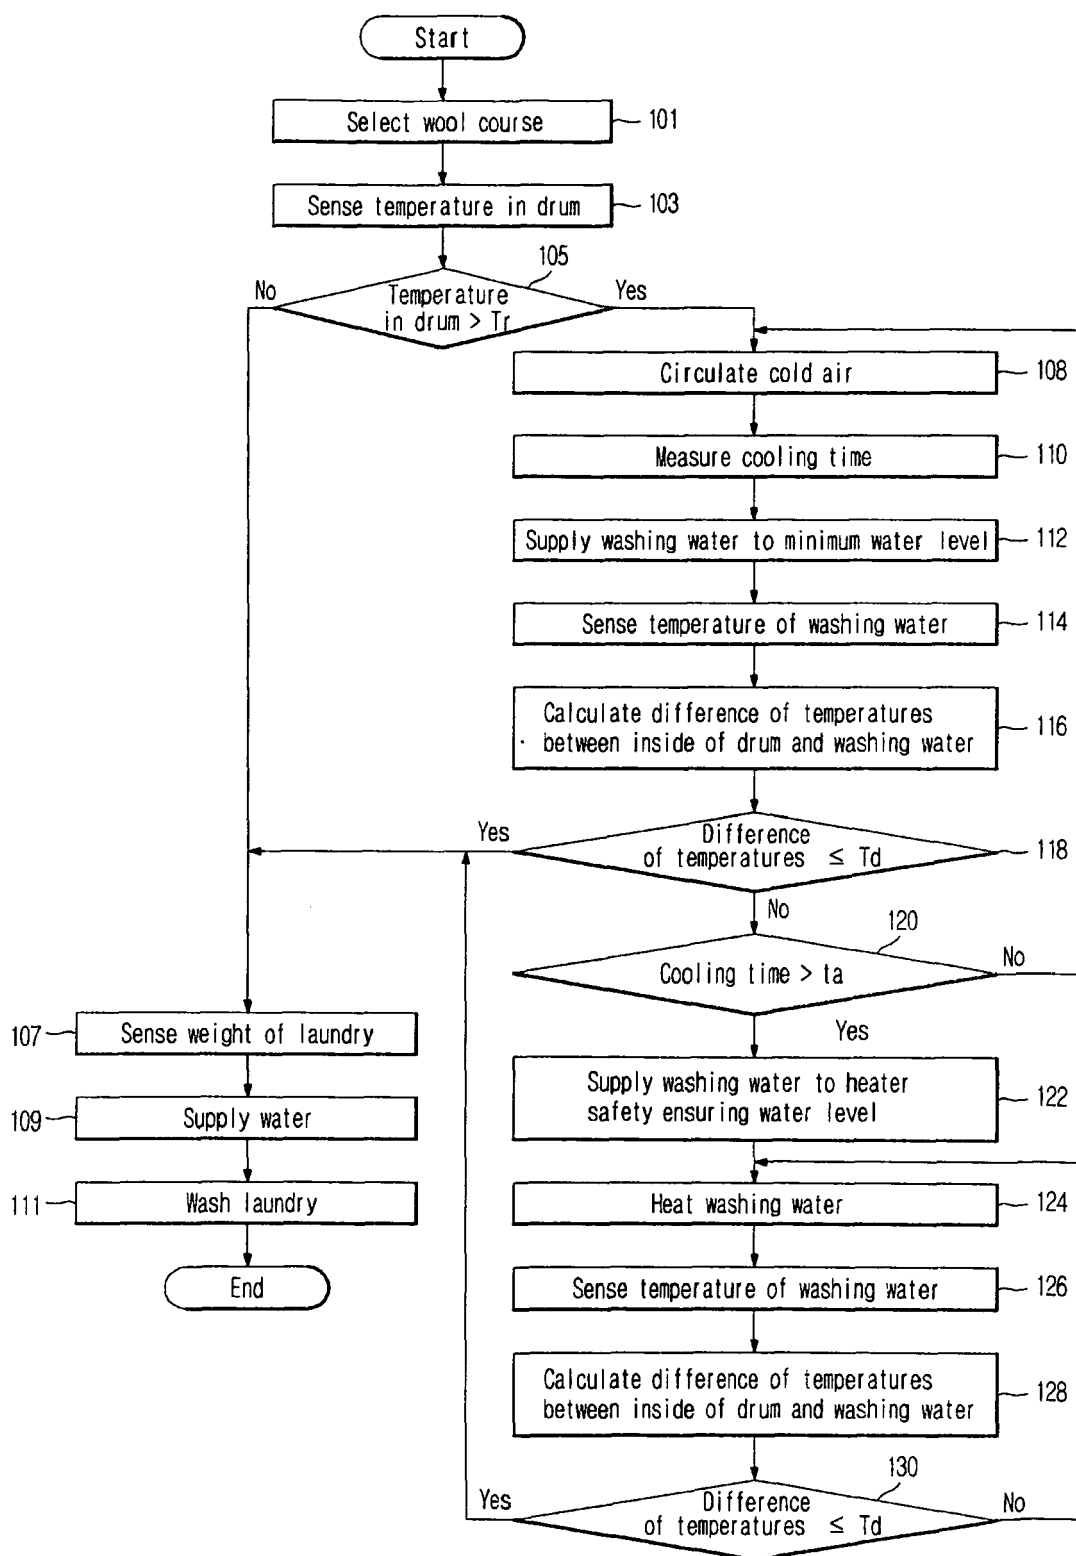 Start
Select wool course
101
Sense temperature in drum
103
105
Temperature
in drum > Tr
No
Yes
Circulate cold air
108
Measure cooling time
110
Supply washing water to minimum water level
112
Sense temperature of washing water
114
Calculate difference of temperatures
between inside of drum and washing water
116
Difference
of temperatures ≤ Td
118
Yes
No
120
Cooling time > ta
No
Yes
107
Sense weight of laundry
Supply washing water to heater
safety ensuring water level
122
109
Supply water
111
Wash laundry
Heat washing water
124
End
Sense temperature of washing water
126
Calculate difference of temperatures
between inside of drum and washing water
128
130
Difference
of temperatures ≤ Td
Yes
No